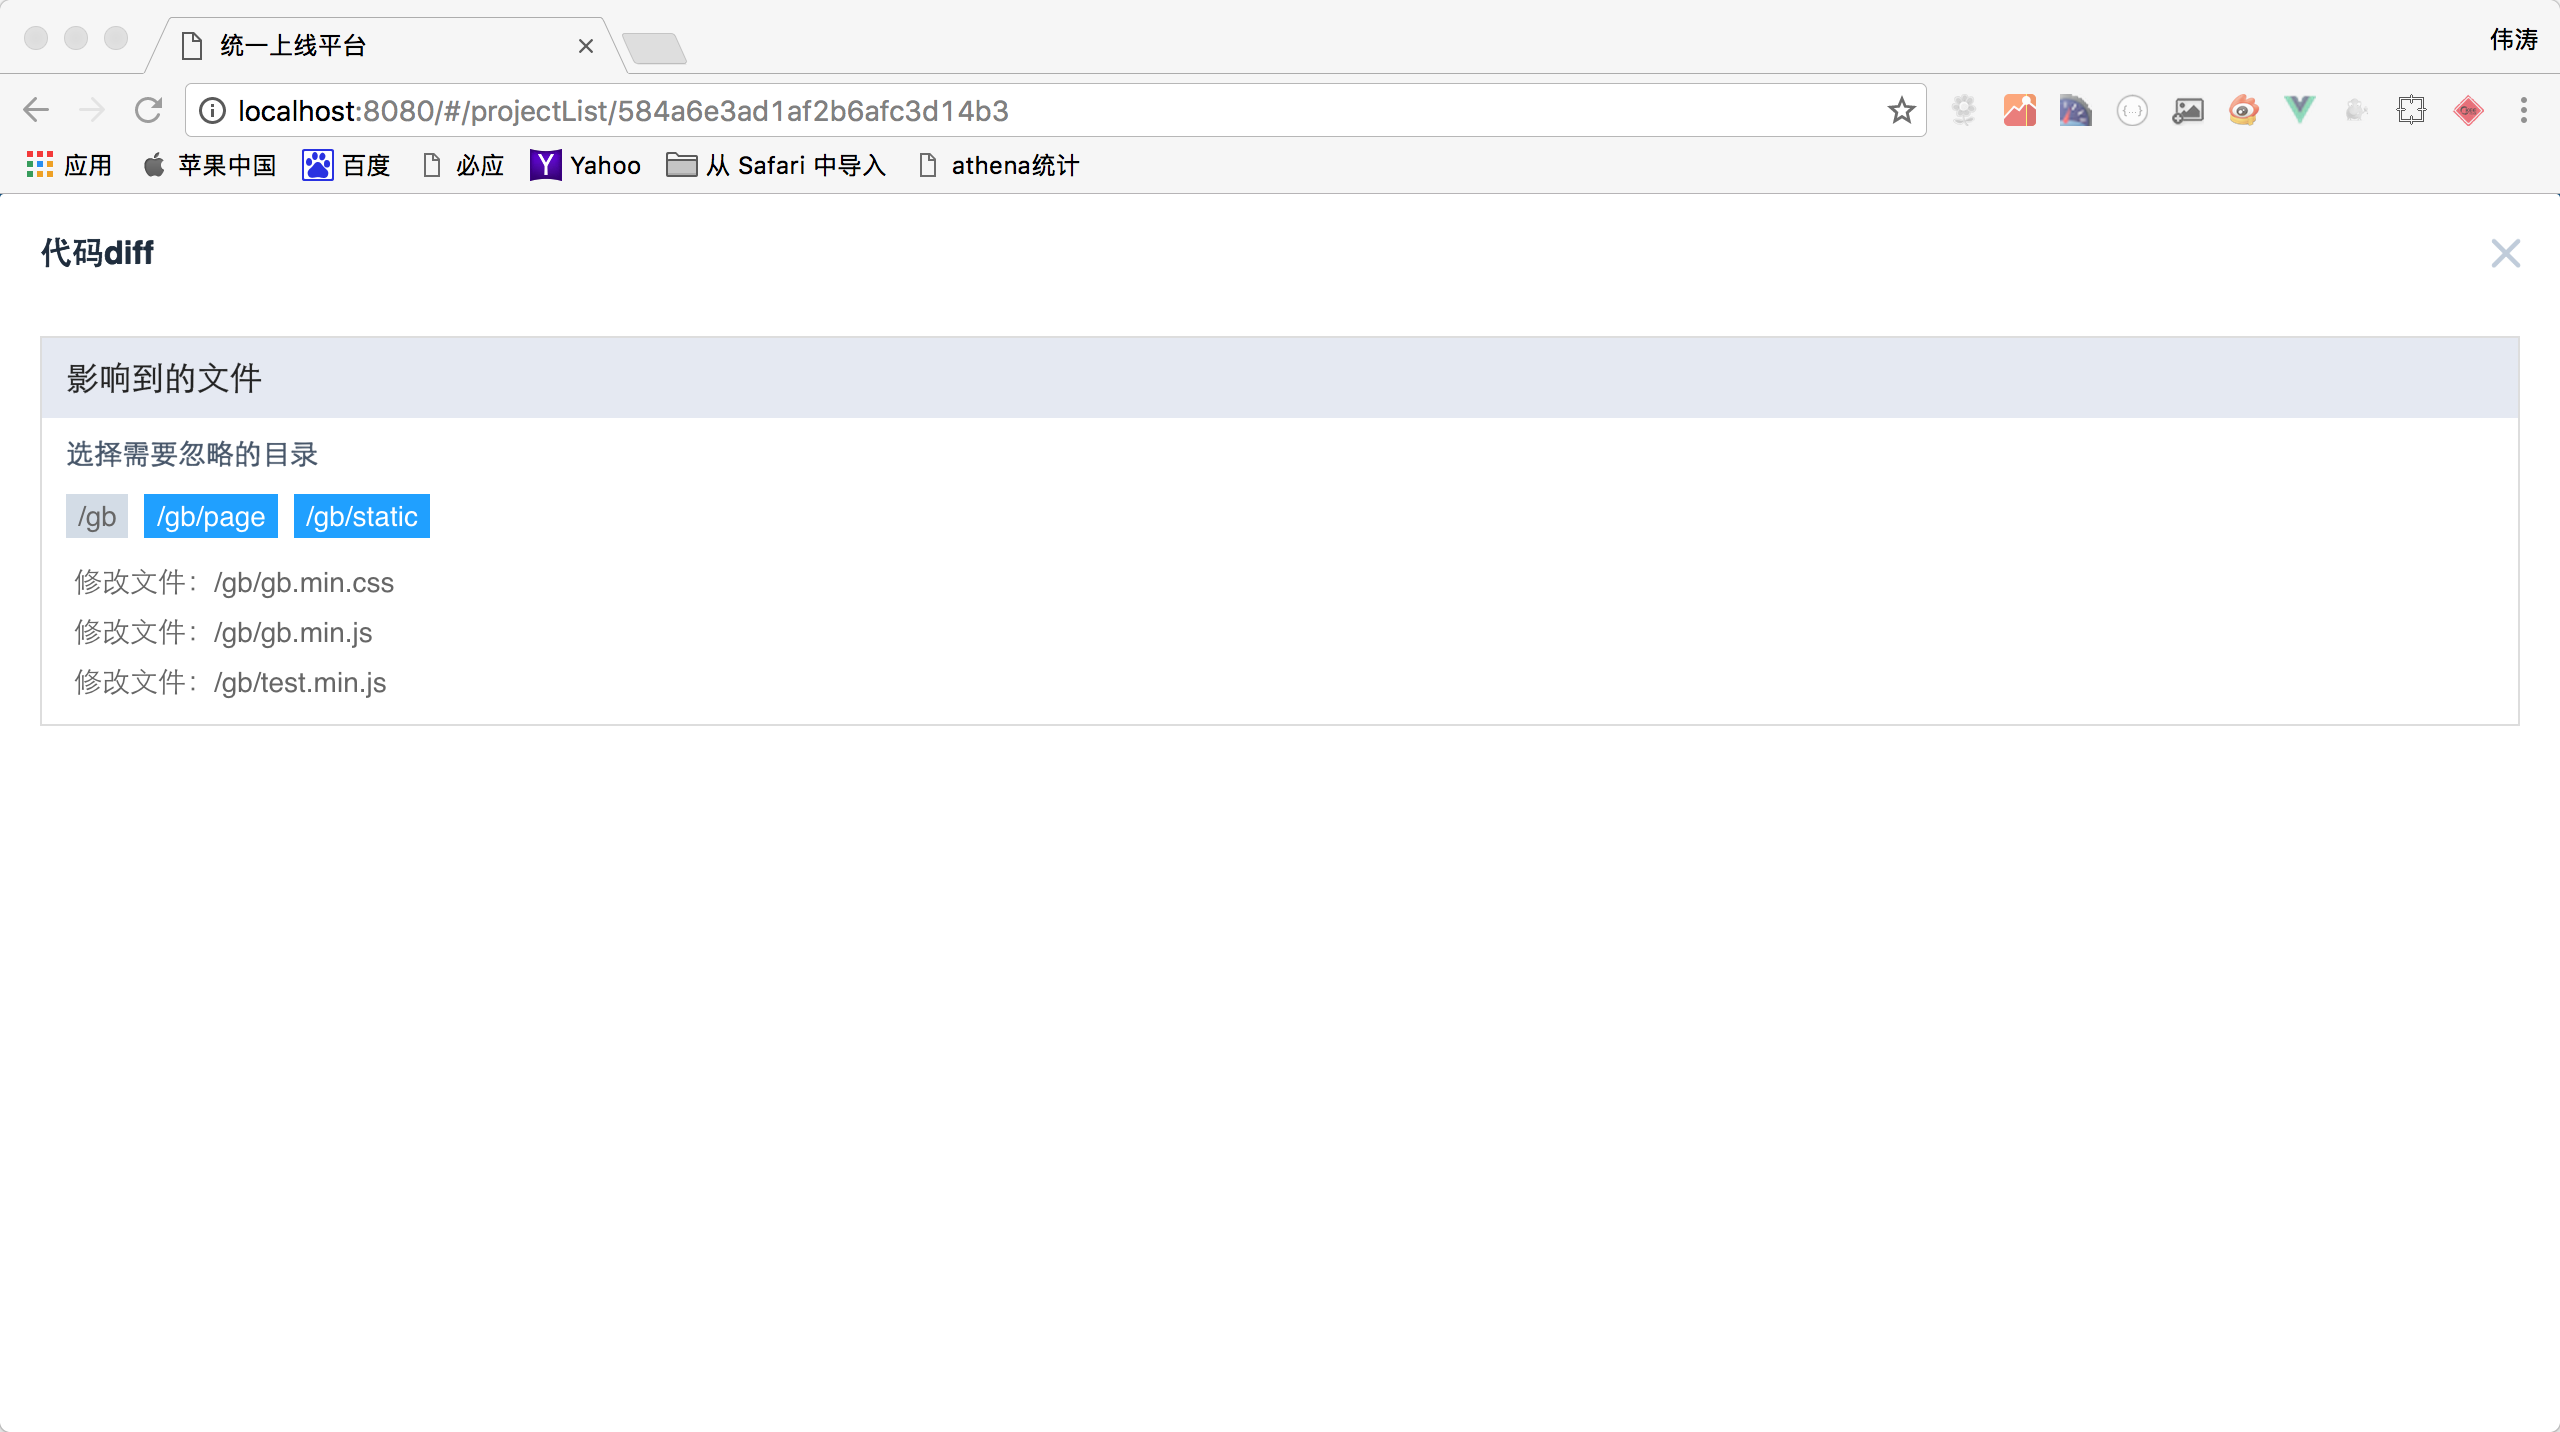 统一上线平台
伟涛
localhost:8080/#/projectList/584a6e3ad1af2b6afc3d14b3
应用 苹果中国 百度 必应 Yahoo 从 Safari 中导入 athena统计
代码diff
影响到的文件
选择需要忽略的目录
/gb /gb/page /gb/static
修改文件：/gb/gb.min.css
修改文件：/gb/gb.min.js
修改文件：/gb/test.min.js